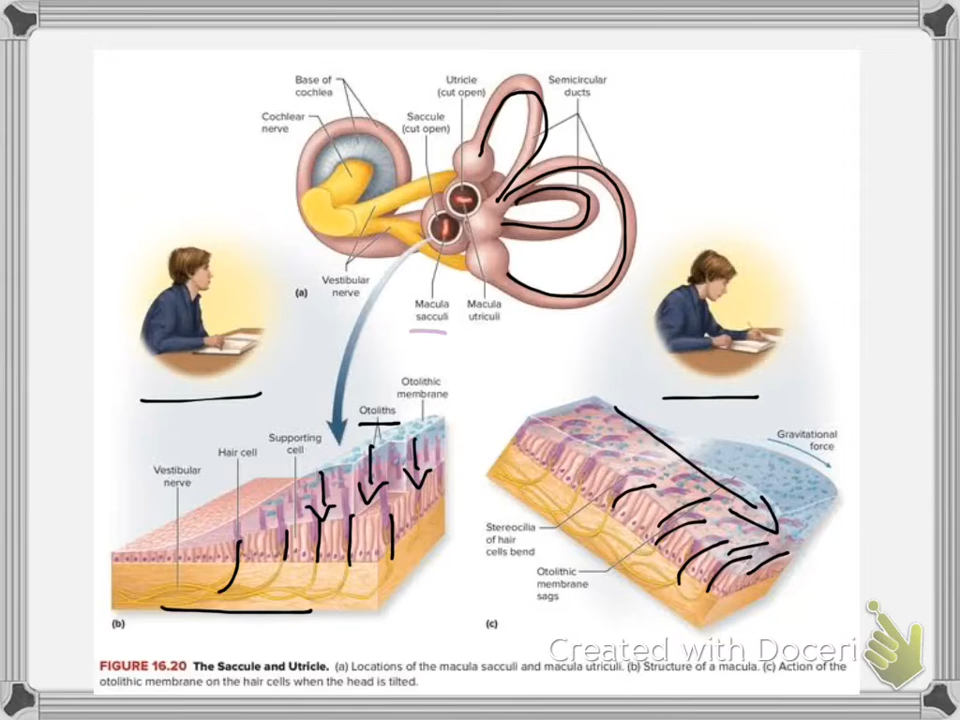 Base of
cochlea
Utricle
(cut open)
Semicircular
ducts
Cochlear
nerve
Saccule
(cut open)
Vestibular
nerve
(a)
Macula
sacculi
Macula
utriculi
Otolithic
membrane
Otoliths
Supporting
cell
Hair cell
Vestibular
nerve
Gravitational
force
Stereocilia
of hair
cells bend
Otolithic
membrane
sags
(b)
(c)
Created with Doceri
FIGURE 16.20 The Saccule and Utricle. (a) Locations of the macula sacculi and macula utriculi. (b) Structure of a macula. (c) Action of the
otolithic membrane on the hair cells when the head is tilted.